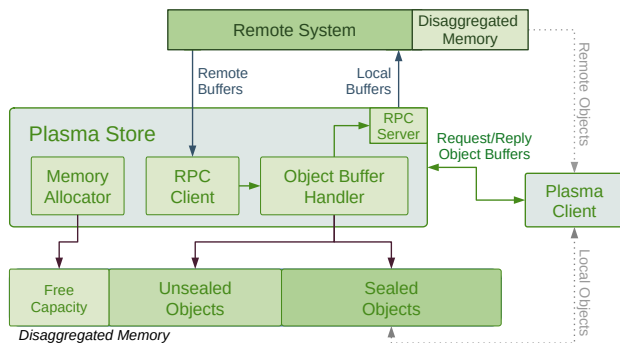 Remote System
Disaggregated
Memory
Remote
Buffers
Local
Buffers
Remote Objects
Plasma Store
RPC
Server
Request/Reply
Object Buffers
Memory
Allocator
RPC
Client
Object Buffer
Handler
Plasma
Client
Free
Capacity
Unsealed
Objects
Sealed
Objects
Local Objects
Disaggregated Memory